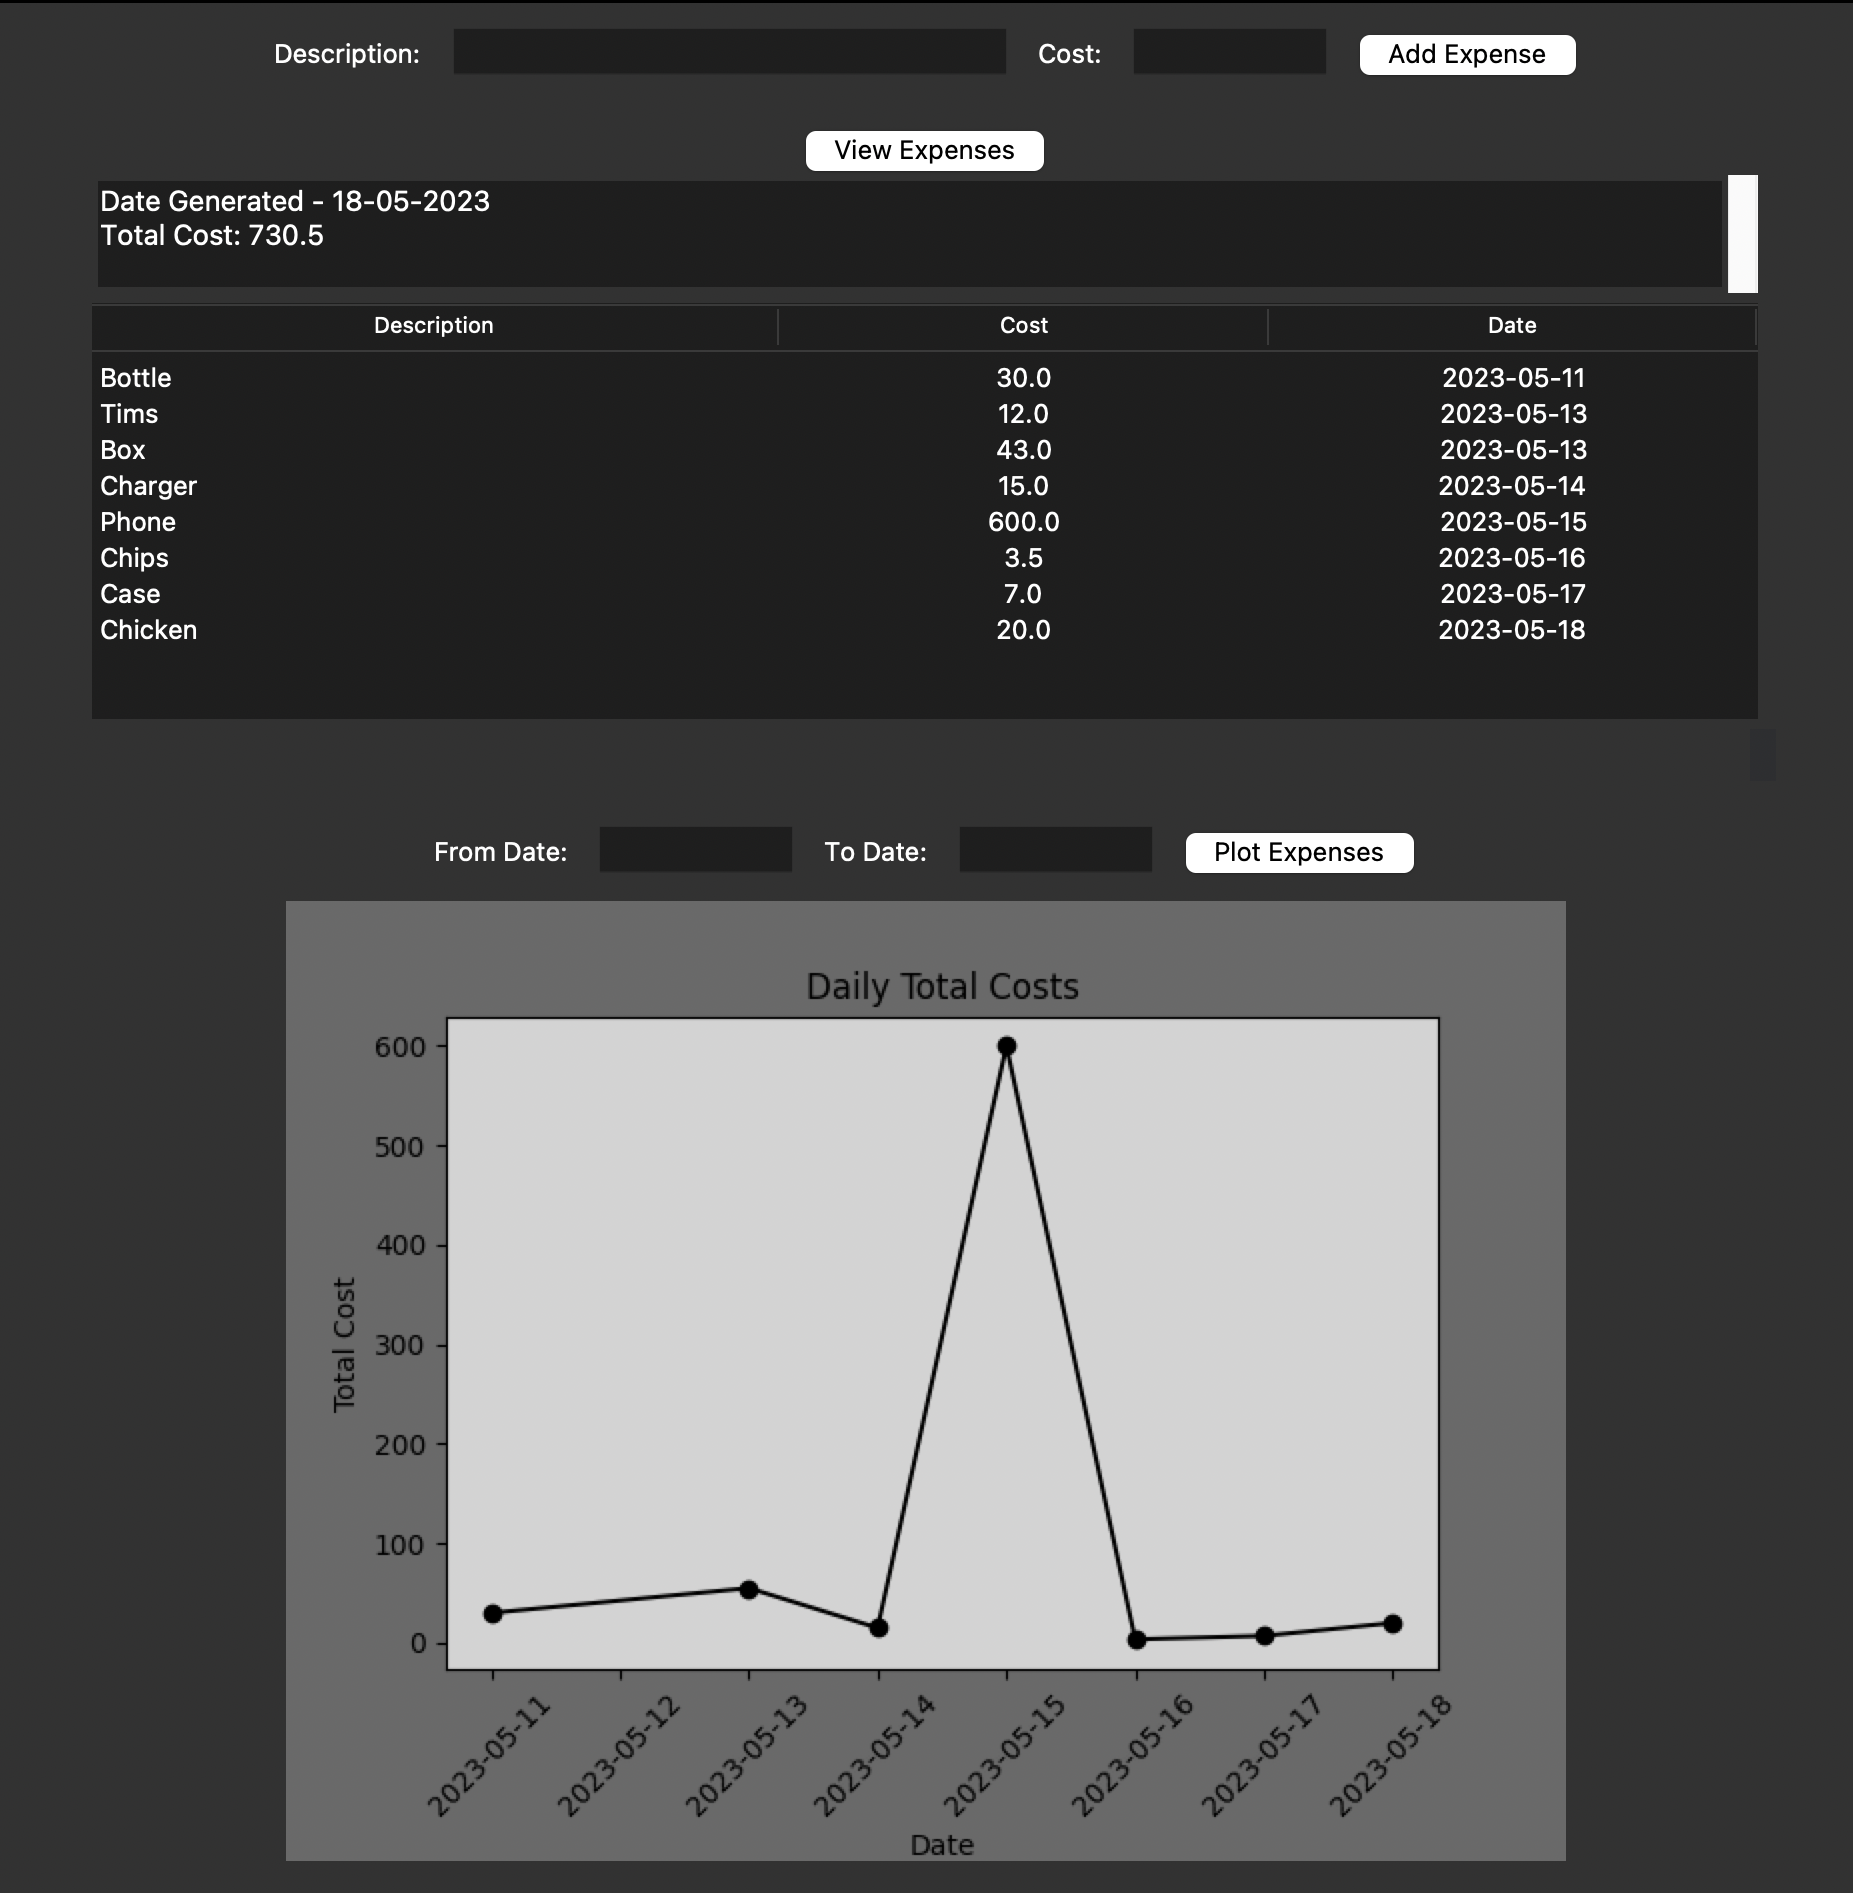 Description: Cost: Add Expense
View Expenses
Date Generated - 18-05-2023
Total Cost: 730.5
Description Cost Date
Bottle 30.0 2023-05-11
Tims 12.0 2023-05-13
Box 43.0 2023-05-13
Charger 15.0 2023-05-14
Phone 600.0 2023-05-15
Chips 3.5 2023-05-16
Case 7.0 2023-05-17
Chicken 20.0 2023-05-18
From Date: To Date: Plot Expenses
Daily Total Costs
Total Cost
600
500
400
300
200
100
0
2023-05-11 2023-05-12 2023-05-13 2023-05-14 2023-05-15 2023-05-16 2023-05-17 2023-05-18
Date